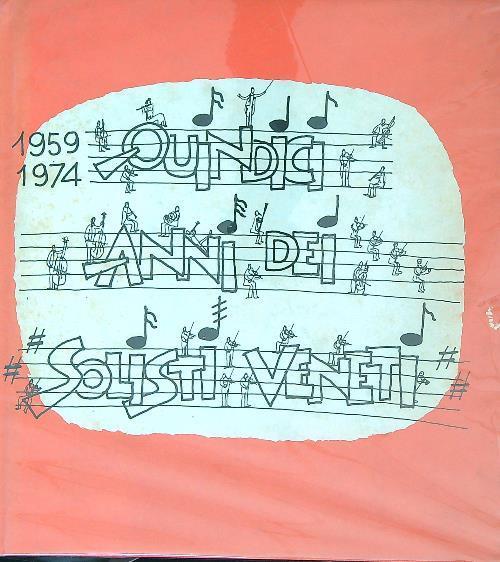 1959
1974
QUINDICI
ANNI DEI
SOLISTI VENETI